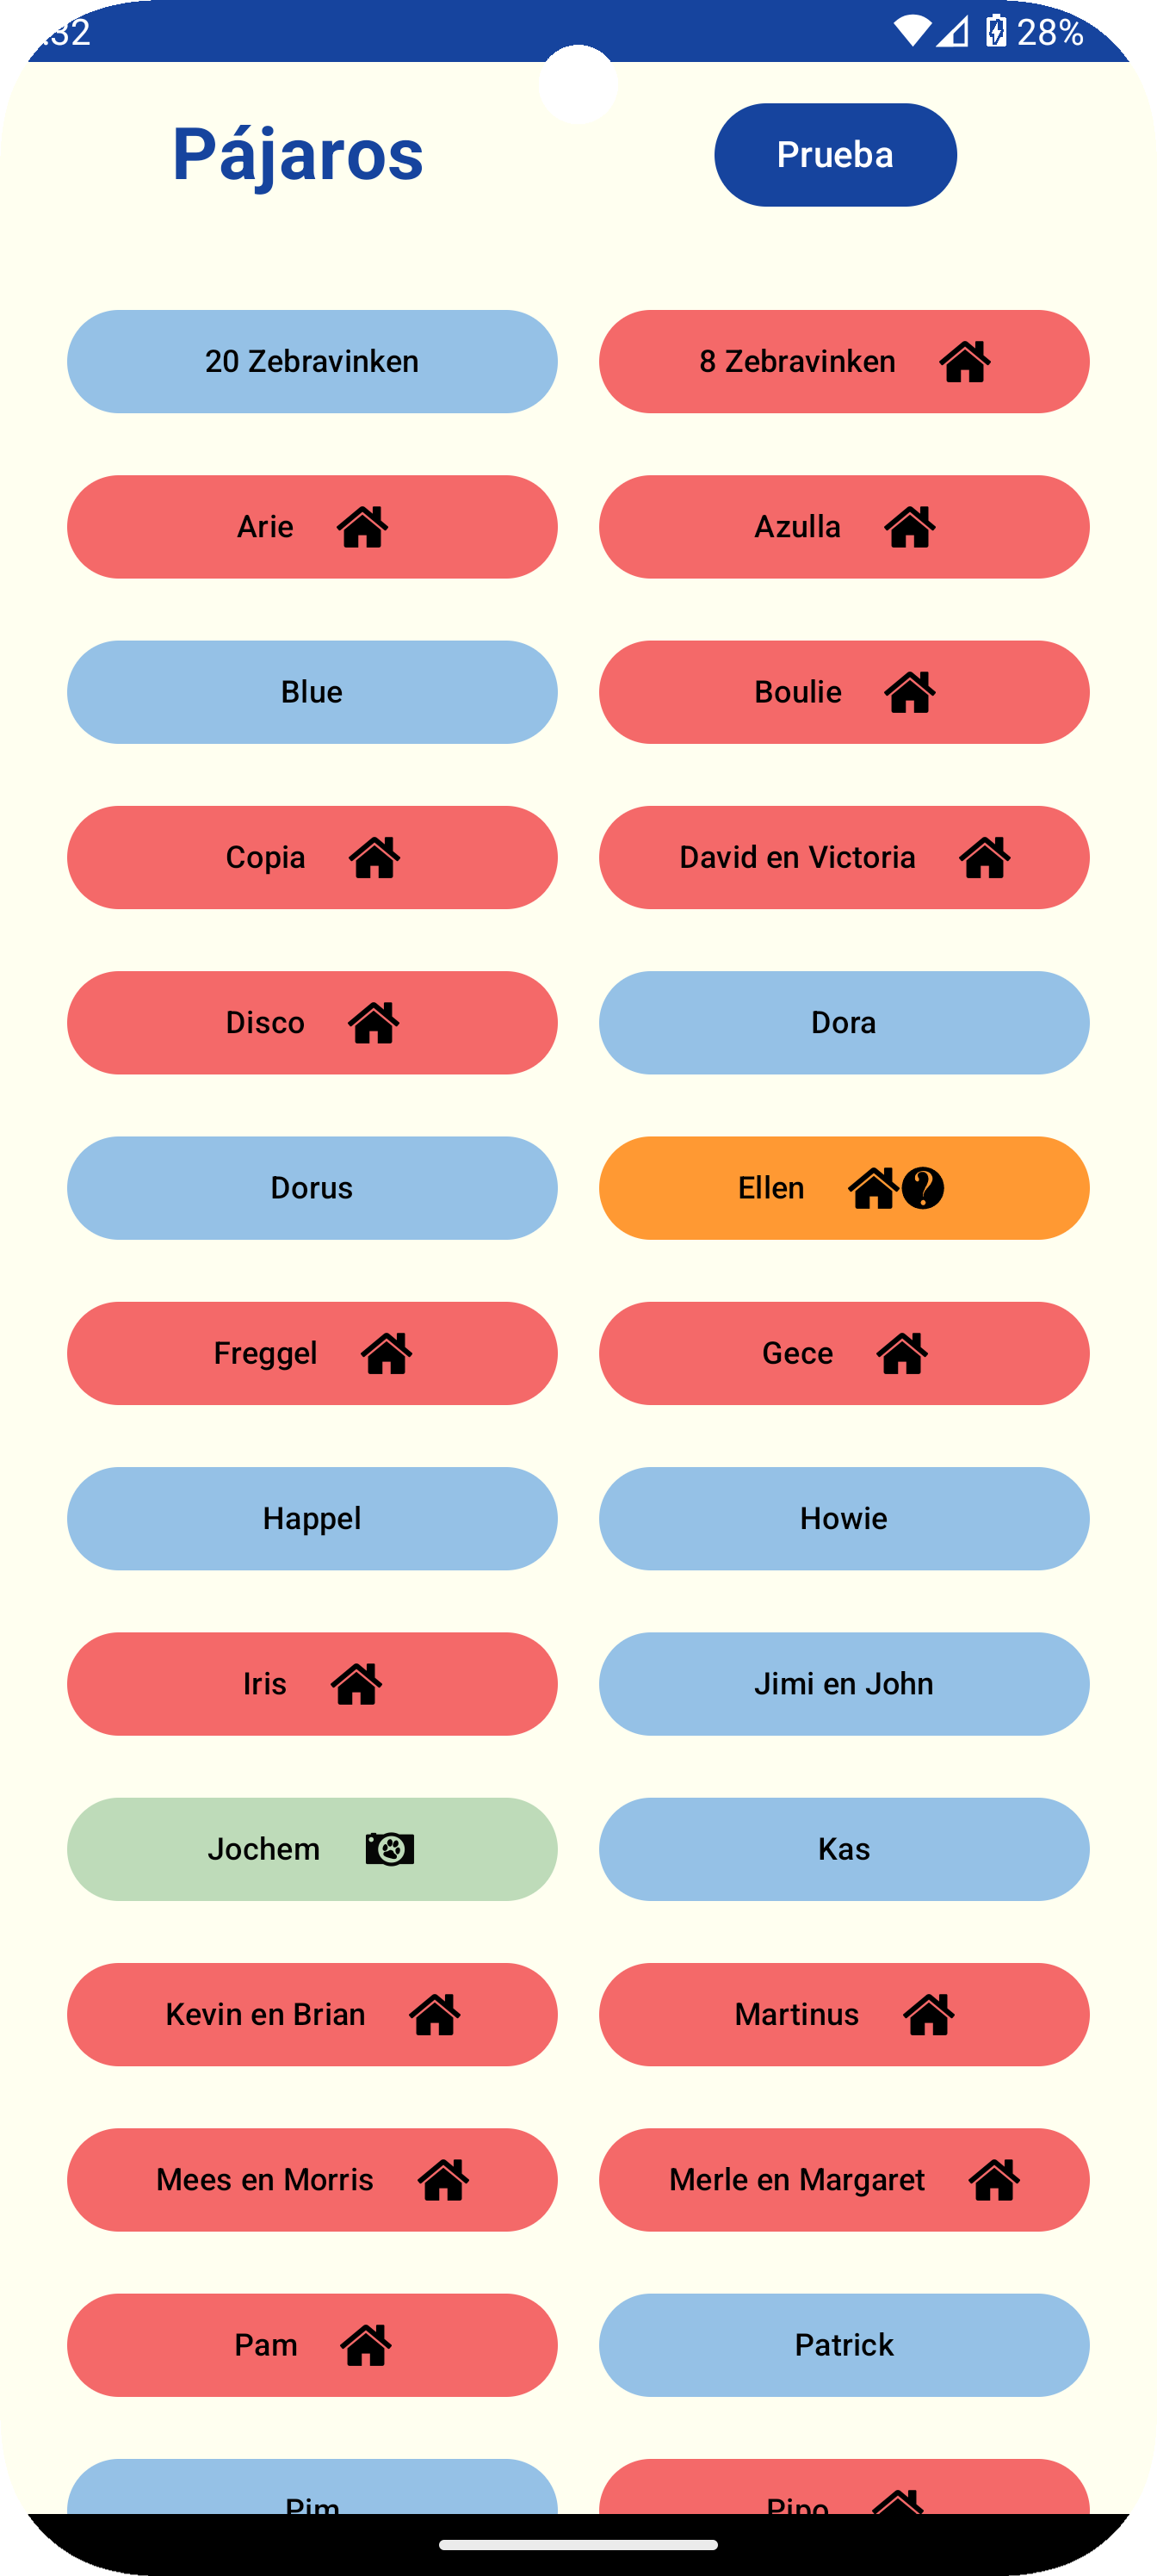 :32 28%
Pájaros Prueba
20 Zebravinken 8 Zebravinken
Arie Azulla
Blue Boulie
Copia David en Victoria
Disco Dora
Dorus Ellen
Freggel Gece
Happel Howie
Iris Jimi en John
Jochem Kas
Kevin en Brian Martinus
Mees en Morris Merle en Margaret
Pam Patrick
Pim Pipo